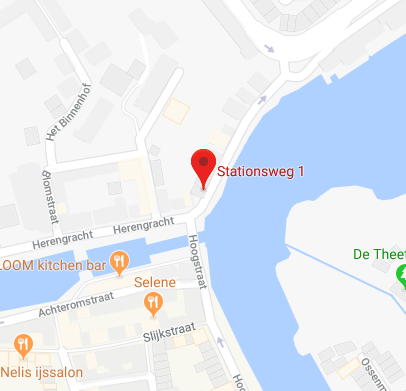 Het Binnenhof
Stationsweg 1
Blomstraat
Herengracht
Herengracht
Hoogstraat
De Theet
LOOM kitchen bar
Selene
Achteromstraat
Slijkstraat
Nelis ijssalon
Ossenm
Ho